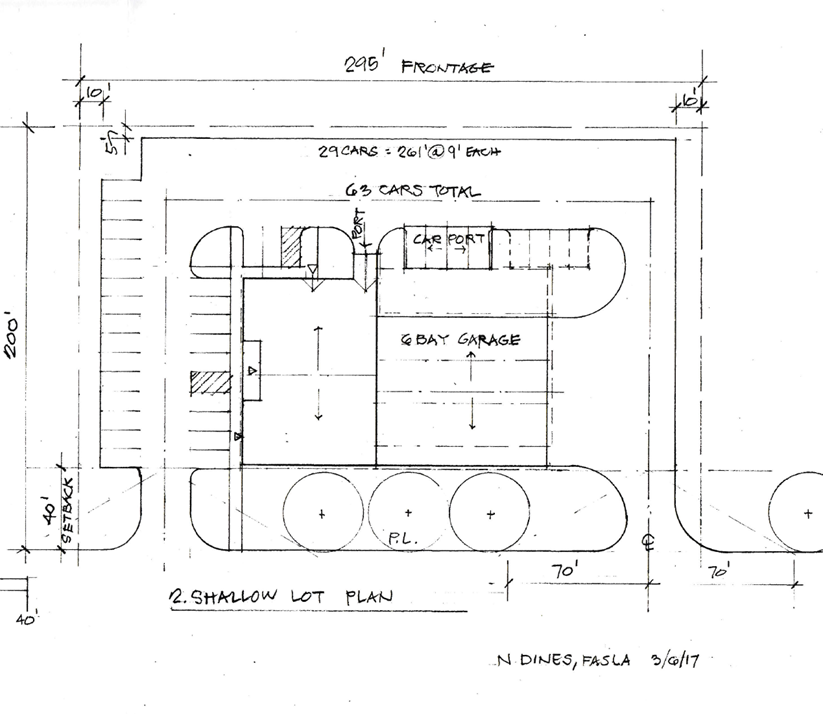 295' FRONTAGE
10'
10'
5'
29 CARS = 261' @ 9' EACH
63 CARS TOTAL
PORT
CAR PORT
200'
6 BAY GARAGE
40'
SETBACK
P.L.
℄
70'
70'
2. SHALLOW LOT PLAN
40'
N DINES, FASLA 3/6/17